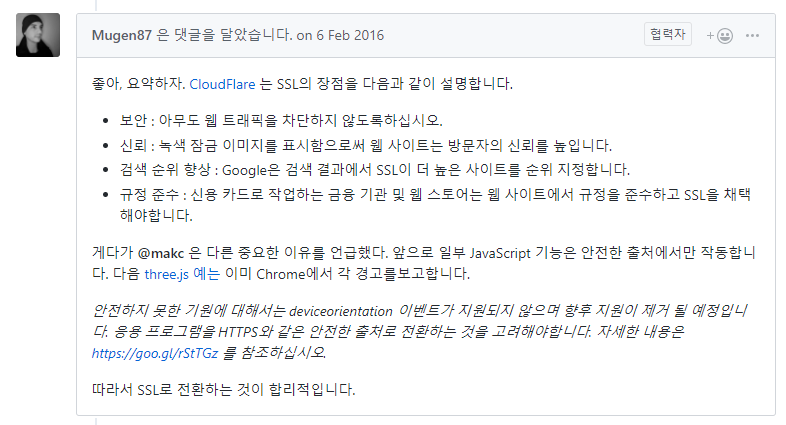 Mugen87 은 댓글을 달았습니다. on 6 Feb 2016
협력자
좋아, 요약하자. CloudFlare 는 SSL의 장점을 다음과 같이 설명합니다.
• 보안 : 아무도 웹 트래픽을 차단하지 않도록하십시오.
• 신뢰 : 녹색 잠금 이미지를 표시함으로써 웹 사이트는 방문자의 신뢰를 높입니다.
• 검색 순위 향상 : Google은 검색 결과에서 SSL이 더 높은 사이트를 순위 지정합니다.
• 규정 준수 : 신용 카드로 작업하는 금융 기관 및 웹 스토어는 웹 사이트에서 규정을 준수하고 SSL을 채택
해야합니다.
게다가 @makc 은 다른 중요한 이유를 언급했다. 앞으로 일부 JavaScript 기능은 안전한 출처에서만 작동합니
다. 다음 three.js 예는 이미 Chrome에서 각 경고를보고합니다.
안전하지 못한 기원에 대해서는 deviceorientation 이벤트가 지원되지 않으며 향후 지원이 제거 될 예정입니
다. 응용 프로그램을 HTTPS와 같은 안전한 출처로 전환하는 것을 고려해야합니다. 자세한 내용은
https://goo.gl/rStTGz 를 참조하십시오.
따라서 SSL로 전환하는 것이 합리적입니다.